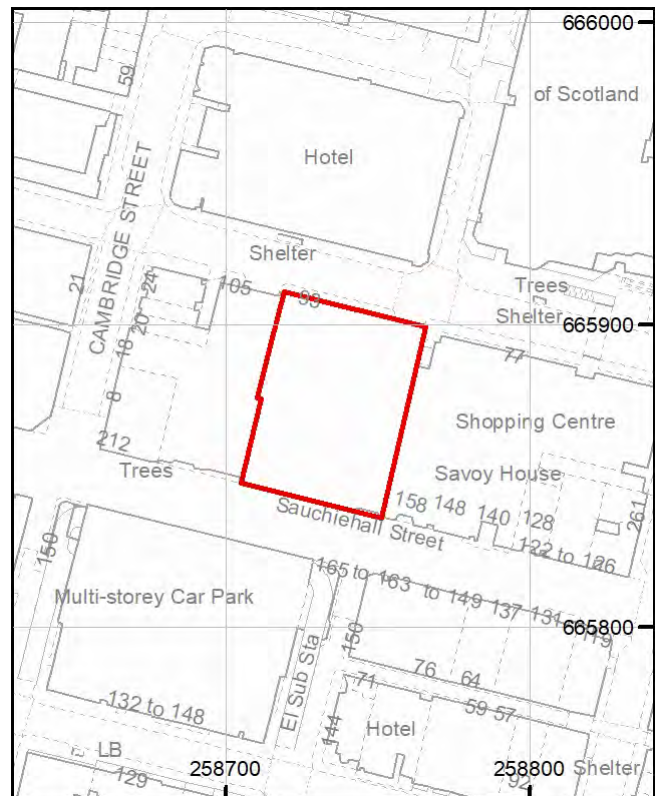 666000
59
of Scotland
Hotel
CAMBRIDGE STREET
Shelter
21
24
105
93
Trees
Shelter
665900
20
18
77
8
Shopping Centre
212
Trees
Savoy House
158 148 140 128
261
Sauchiehall Street
122 to 126
150
165 to 163 to 149 137 131 119
Multi-storey Car Park
665800
150
El Sub Sta
76 64
71
132 to 148
144
59 57
Hotel
LB
258700
258800
Shelter
129
92